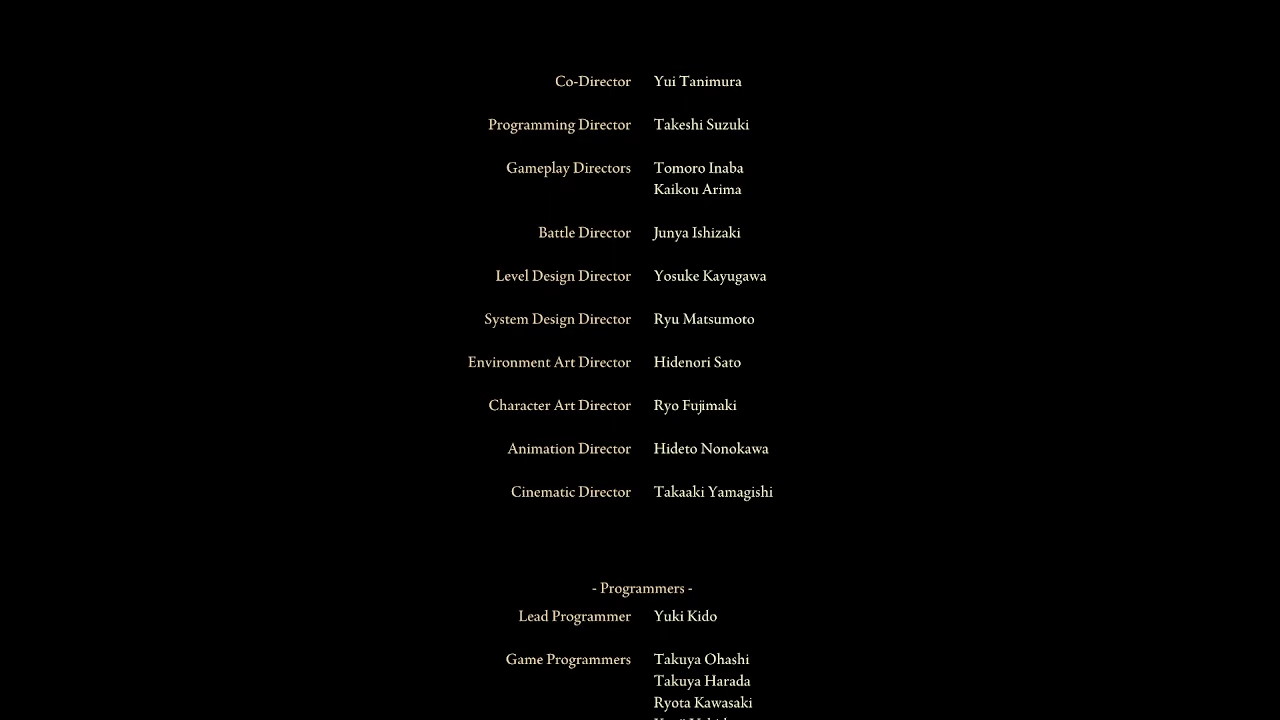 Co-Director Yui Tanimura
Programming Director Takeshi Suzuki
Gameplay Directors Tomoro Inaba
Kaikou Arima
Battle Director Junya Ishizaki
Level Design Director Yosuke Kayugawa
System Design Director Ryu Matsumoto
Environment Art Director Hidenori Sato
Character Art Director Ryo Fujimaki
Animation Director Hideto Nonokawa
Cinematic Director Takaaki Yamagishi
- Programmers -
Lead Programmer Yuki Kido
Game Programmers Takuya Ohashi
Takuya Harada
Ryota Kawasaki